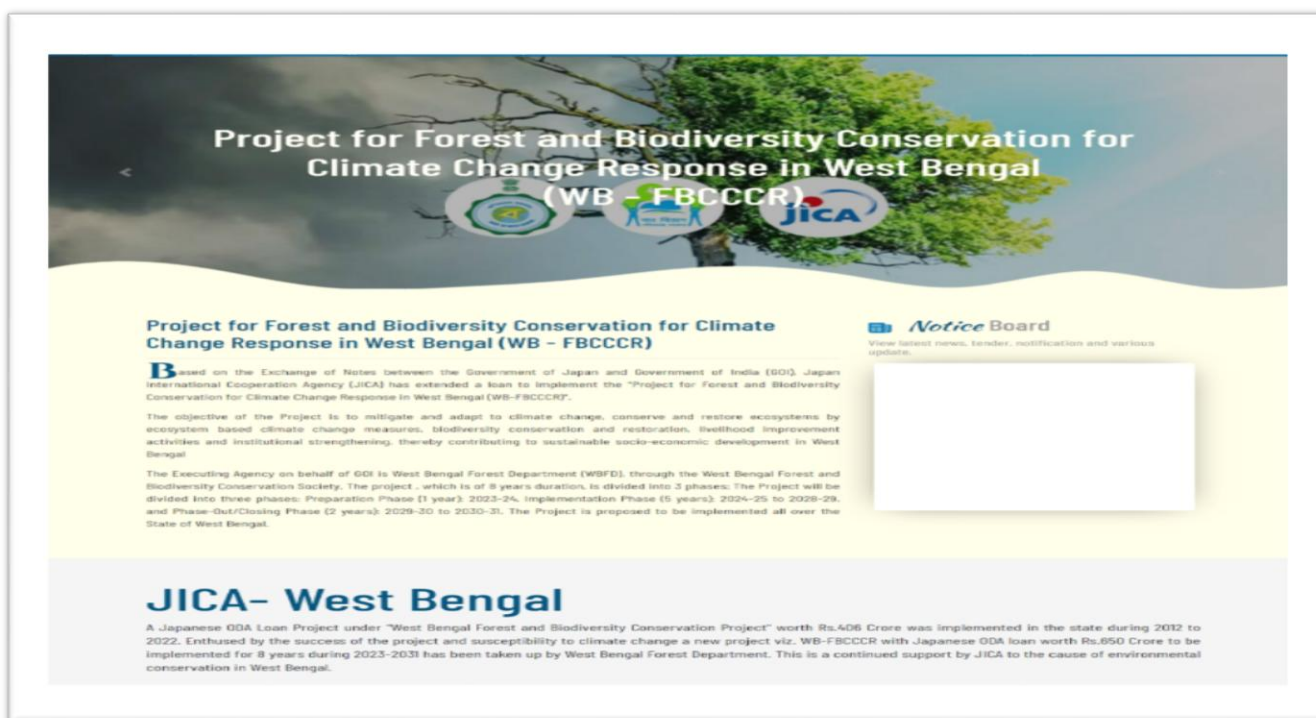 Project for Forest and Biodiversity Conservation for
Climate Change Response in West Bengal
(WB - FBCCCR)
JICA
Project for Forest and Biodiversity Conservation for Climate
Change Response in West Bengal (WB - FBCCCR)
Based on the Exchange of Notes between the Government of Japan and Government of India (GOI), Japan
International Cooperation Agency (JICA) has extended a loan to implement the "Project for Forest and Biodiversity
Conservation for Climate Change Response in West Bengal (WB-FBCCCR)".
The objective of the Project is to mitigate and adapt to climate change, conserve and restore ecosystems by
ecosystem based climate change measures, biodiversity conservation and restoration, livelihood improvement
activities and institutional strengthening, thereby contributing to sustainable socio-economic development in West
Bengal
The Executing Agency on behalf of GOI is West Bengal Forest Department (WBFD), through the West Bengal Forest and
Biodiversity Conservation Society. The project , which is of 8 years duration, is divided into 3 phases; The Project will be
divided into three phases: Preparation Phase (1 year): 2023-24, Implementation Phase (5 years): 2024-25 to 2028-29,
and Phase-Out/Closing Phase (2 years): 2029-30 to 2030-31. The Project is proposed to be implemented all over the
State of West Bengal.
Notice Board
View latest news, tender, notification and various
update.
JICA- West Bengal
A Japanese ODA Loan Project under "West Bengal Forest and Biodiversity Conservation Project" worth Rs.406 Crore was implemented in the state during 2012 to
2022. Enthused by the success of the project and susceptibility to climate change a new project viz. WB-FBCCCR with Japanese ODA loan worth Rs.650 Crore to be
implemented for 8 years during 2023-2031 has been taken up by West Bengal Forest Department. This is a continued support by JICA to the cause of environmental
conservation in West Bengal.